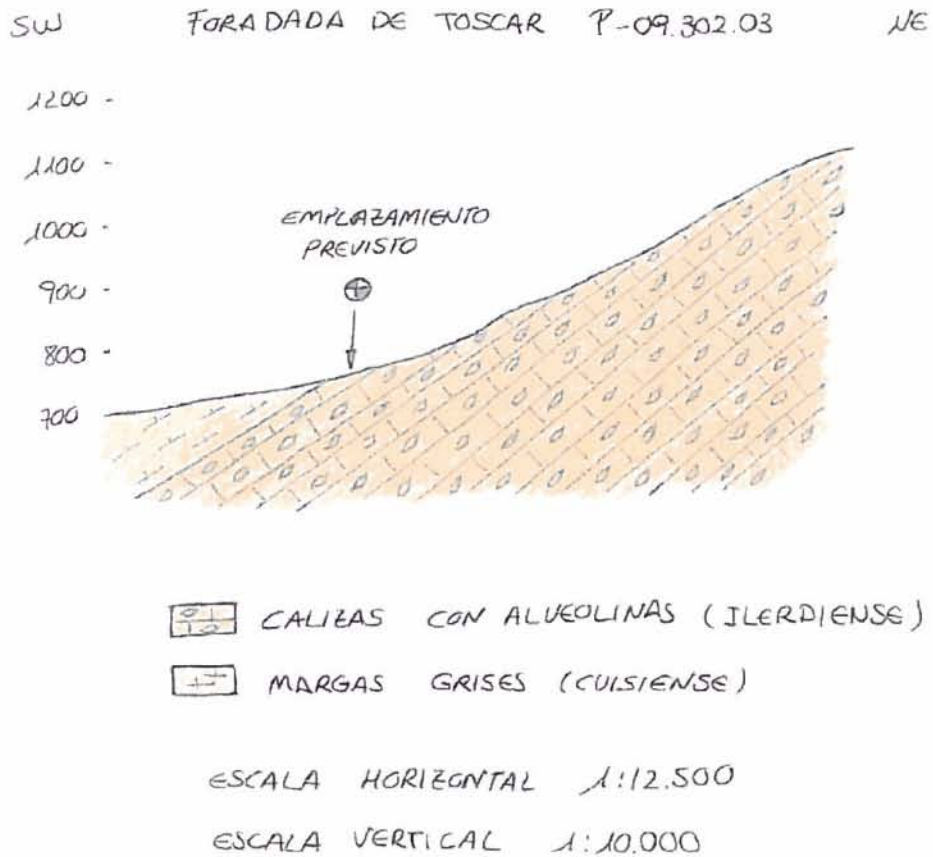 SW FORADADA DE TOSCAR P-09.302.03 NE
1200
1100
1000
900
800
700
EMPLAZAMIENTO
PREVISTO
CALIZAS CON ALVEOLINAS (ILERDIENSE)
MARGAS GRISES (CUISIENSE)
ESCALA HORIZONTAL 1:12.500
ESCALA VERTICAL 1:10.000